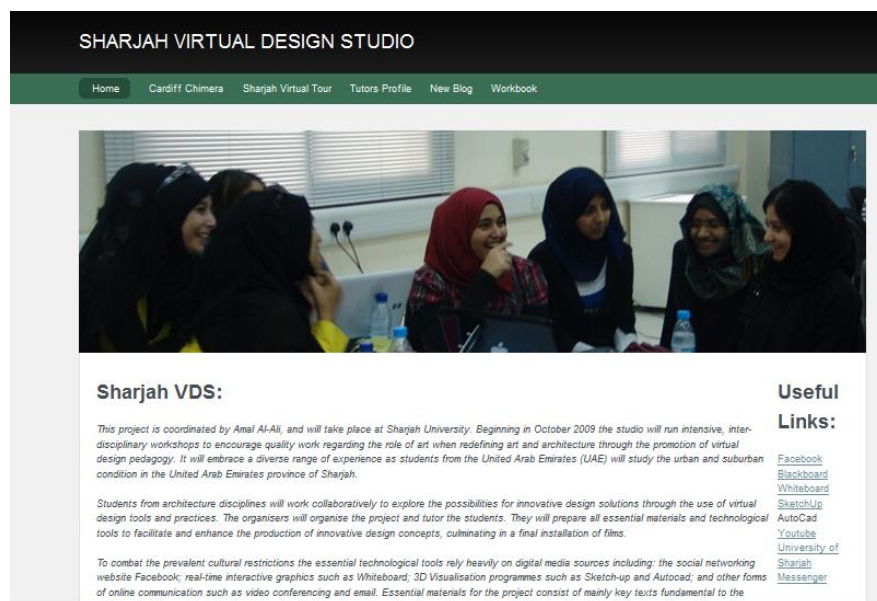 SHARJAH VIRTUAL DESIGN STUDIO
Home Cardiff Chimera Sharjah Virtual Tour Tutors Profile New Blog Workbook
Sharjah VDS:
This project is coordinated by Amal Al-Ali, and will take place at Sharjah University. Beginning in October 2009 the studio will run intensive, inter-
disciplinary workshops to encourage quality work regarding the role of art when redefining art and architecture through the promotion of virtual
design pedagogy. It will embrace a diverse range of experience as students from the United Arab Emirates (UAE) will study the urban and suburban
condition in the United Arab Emirates province of Sharjah.
Students from architecture disciplines will work collaboratively to explore the possibilities for innovative design solutions through the use of virtual
design tools and practices. The organisers will organise the project and tutor the students. They will prepare all essential materials and technological
tools to facilitate and enhance the production of innovative design concepts, culminating in a final installation of films.
To combat the prevalent cultural restrictions the essential technological tools rely heavily on digital media sources including: the social networking
website Facebook; real-time interactive graphics such as Whiteboard; 3D Visualisation programmes such as Sketch-up and Autocad; and other forms
of online communication such as video conferencing and email. Essential materials for the project consist of mainly key texts fundamental to the
Useful
Links:
Facebook
Blackboard
Whiteboard
SketchUp
AutoCad
Youtube
University of
Sharjah
Messenger